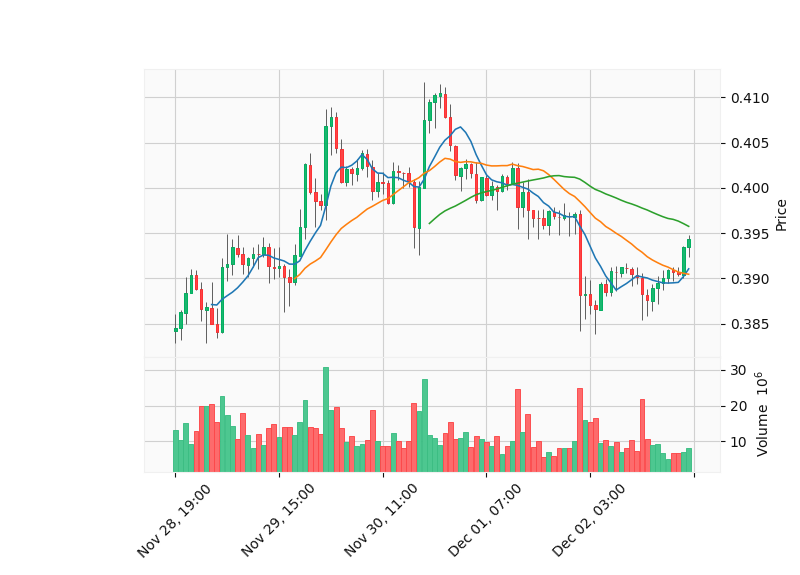 0.410
0.405
0.400
0.395
0.390
0.385
Price
30
20
10
Volume 10^6
Nov 28, 19:00
Nov 29, 15:00
Nov 30, 11:00
Dec 01, 07:00
Dec 02, 03:00